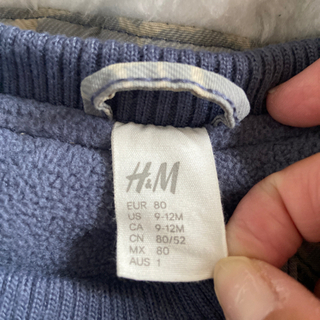 H&M
EUR 80
US 9-12M
CA 9-12M
CN 80/52
MX 80
AUS 1